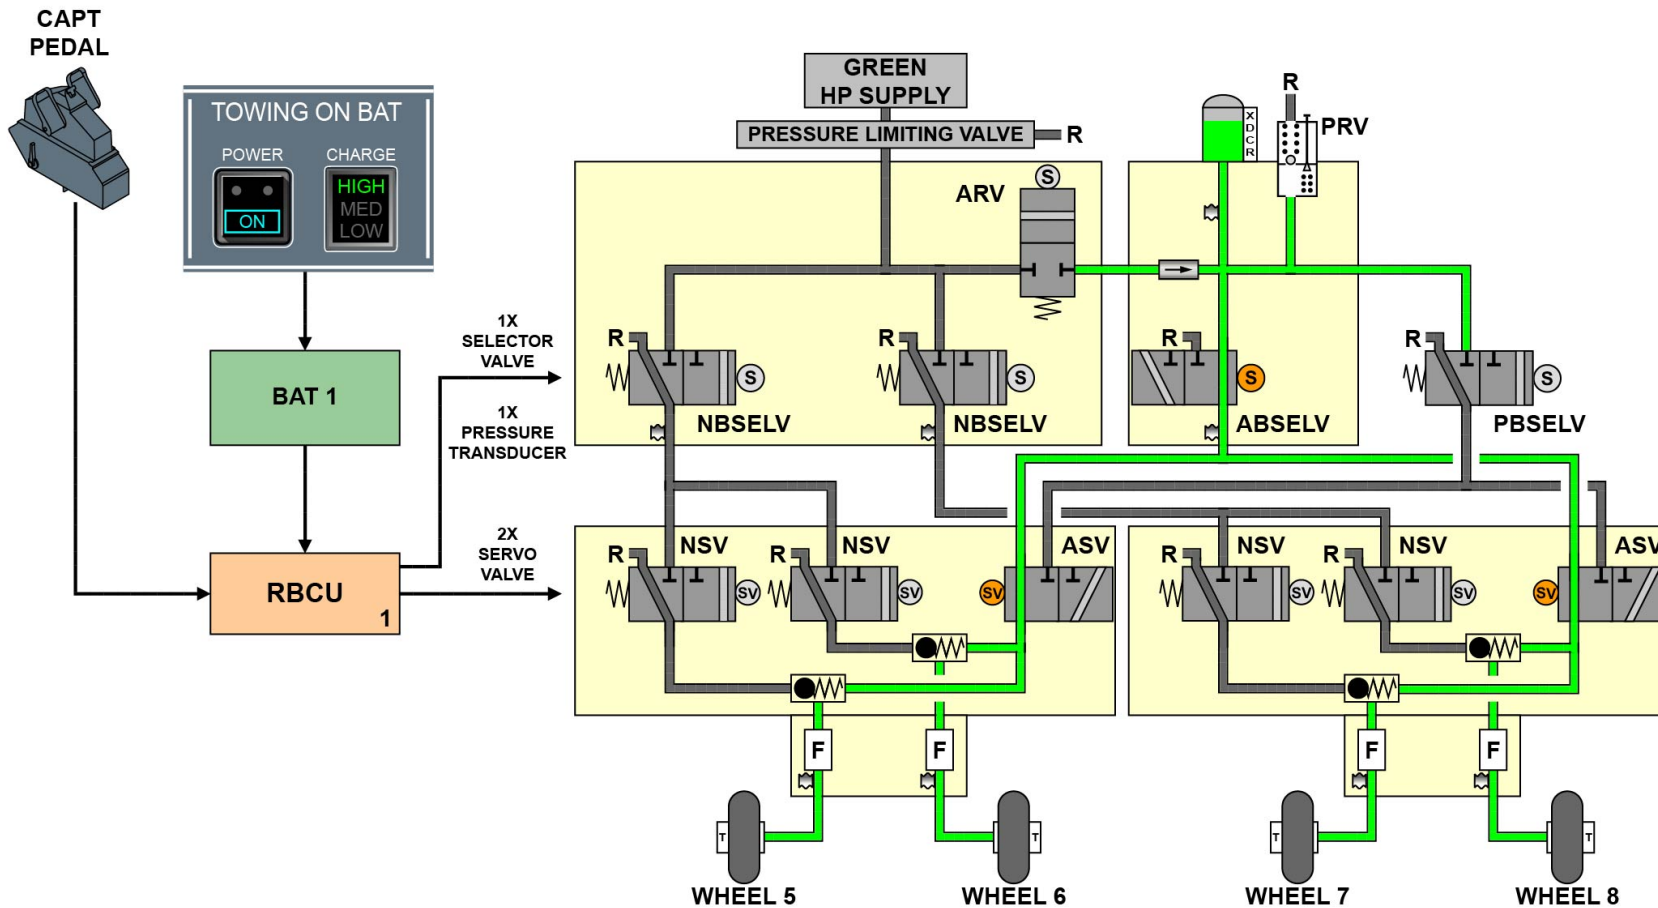 CAPT
PEDAL
TOWING ON BAT
POWER
CHARGE
ON
HIGH
MED
LOW
BAT 1
RBCU
1
1X
SELECTOR
VALVE
1X
PRESSURE
TRANSDUCER
2X
SERVO
VALVE
GREEN
HP SUPPLY
PRESSURE LIMITING VALVE
R
ARV
S
XDCR
R
PRV
R
S
NBSELV
R
S
NBSELV
R
S
ABSELV
R
S
PBSELV
R
NSV
SV
R
NSV
SV
ASV
SV
R
NSV
SV
R
NSV
SV
ASV
SV
F
F
F
F
T
T
T
T
WHEEL 5
WHEEL 6
WHEEL 7
WHEEL 8